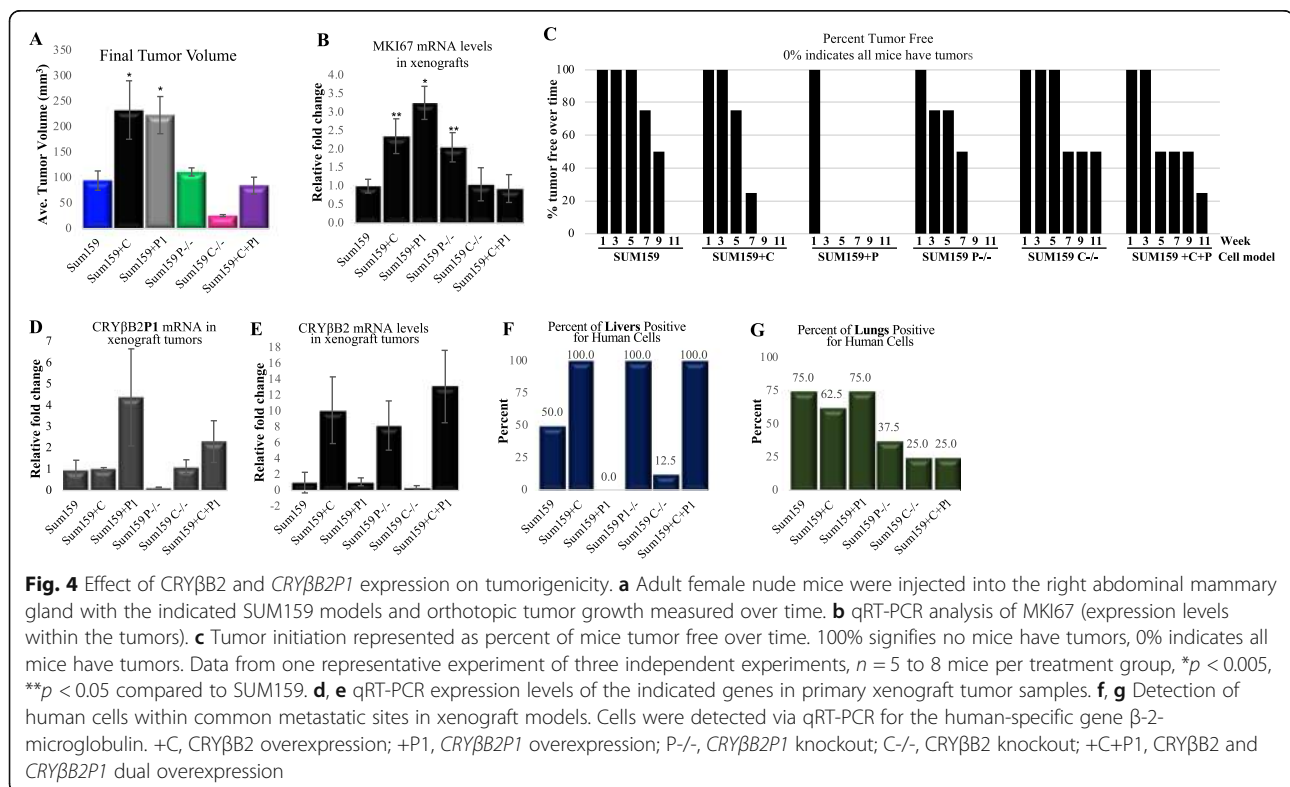 A
Final Tumor Volume
Ave. Tumor Volume (mm³)
350
300
250
200
150
100
50
0
*
*
Sum159
Sum159+C
Sum159+P1
Sum159 P-/-
Sum159 C-/-
Sum159+C+P1
B
MKI67 mRNA levels
in xenografts
Relative fold change
4.0
3.5
3.0
2.5
2.0
1.5
1.0
0.5
0.0
**
*
**
Sum159
Sum159+C
Sum159+P1
Sum159 P-/-
Sum159 C-/-
Sum159+C+P1
C
Percent Tumor Free
0% indicates all mice have tumors
% tumor free over time
100
80
60
40
20
0
1 3 5 7 9 11 1 3 5 7 9 11 1 3 5 7 9 11 1 3 5 7 9 11 1 3 5 7 9 11 1 3 5 7 9 11 Week
SUM159 SUM159+C SUM159+P SUM159 P-/- SUM159 C-/- SUM159 +C+P Cell model
D
CRYβB2P1 mRNA in
xenograft tumors
Relative fold change
7
6
5
4
3
2
1
0
Sum159
Sum159+C
Sum159+P1
Sum159 P-/-
Sum159 C-/-
Sum159+C+P1
E
CRYβB2 mRNA levels
in xenograft tumors
Relative fold change
18
16
14
12
10
8
6
4
2
0
-2
Sum159
Sum159+C
Sum159+P1
Sum159 P-/-
Sum159 C-/-
Sum159+C+P1
F
Percent of Livers Positive
for Human Cells
Percent
100
75
50
25
0
50.0
100.0
0.0
100.0
12.5
100.0
Sum159
Sum159+C
Sum159+P1
Sum159 P1-/-
Sum159 C-/-
Sum159+C+P1
G
Percent of Lungs Positive
for Human Cells
Percent
100
75
50
25
0
75.0
62.5
75.0
37.5
25.0
25.0
Sum159
Sum159+C
Sum159+P1
Sum159 P-/-
Sum159 C-/-
Sum159+C+P1
Fig. 4 Effect of CRYβB2 and CRYβB2P1 expression on tumorigenicity. a Adult female nude mice were injected into the right abdominal mammary
gland with the indicated SUM159 models and orthotopic tumor growth measured over time. b qRT-PCR analysis of MKI67 (expression levels
within the tumors). c Tumor initiation represented as percent of mice tumor free over time. 100% signifies no mice have tumors, 0% indicates all
mice have tumors. Data from one representative experiment of three independent experiments, n = 5 to 8 mice per treatment group, *p < 0.005,
**p < 0.05 compared to SUM159. d, e qRT-PCR expression levels of the indicated genes in primary xenograft tumor samples. f, g Detection of
human cells within common metastatic sites in xenograft models. Cells were detected via qRT-PCR for the human-specific gene β-2-
microglobulin. +C, CRYβB2 overexpression; +P1, CRYβB2P1 overexpression; P-/-, CRYβB2P1 knockout; C-/-, CRYβB2 knockout; +C+P1, CRYβB2 and
CRYβB2P1 dual overexpression